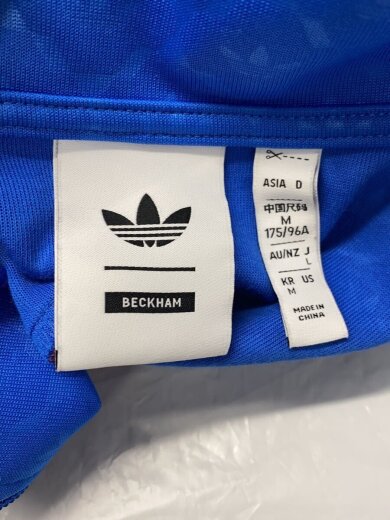 BECKHAM
ASIA D
中国尺码
M
175/96A
AU/NZ J
L
KR US
M
MADE IN
CHINA